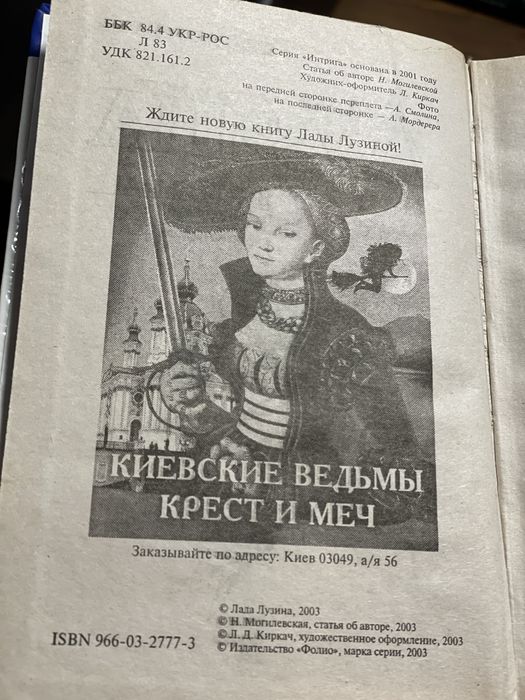 ББК 84.4 УКР-РОС
Л 83
УДК 821.161.2
Серия «Интрига» основана в 2001 году
Статья об авторе Н. Могилевской
Художник-оформитель Л. Киркач
Фото
на передней сторонке переплета — А. Смолина,
на последней сторонке — А. Мордерера
Ждите новую книгу Лады Лузиной!
КИЕВСКИЕ ВЕДЬМЫ
КРЕСТ И МЕЧ
Заказывайте по адресу: Киев 03049, а/я 56
© Лада Лузина, 2003
© Н. Могилевская, статья об авторе, 2003
© Л. Д. Киркач, художественное оформление, 2003
© Издательство «Фолио», марка серии, 2003
ISBN 966-03-2777-3